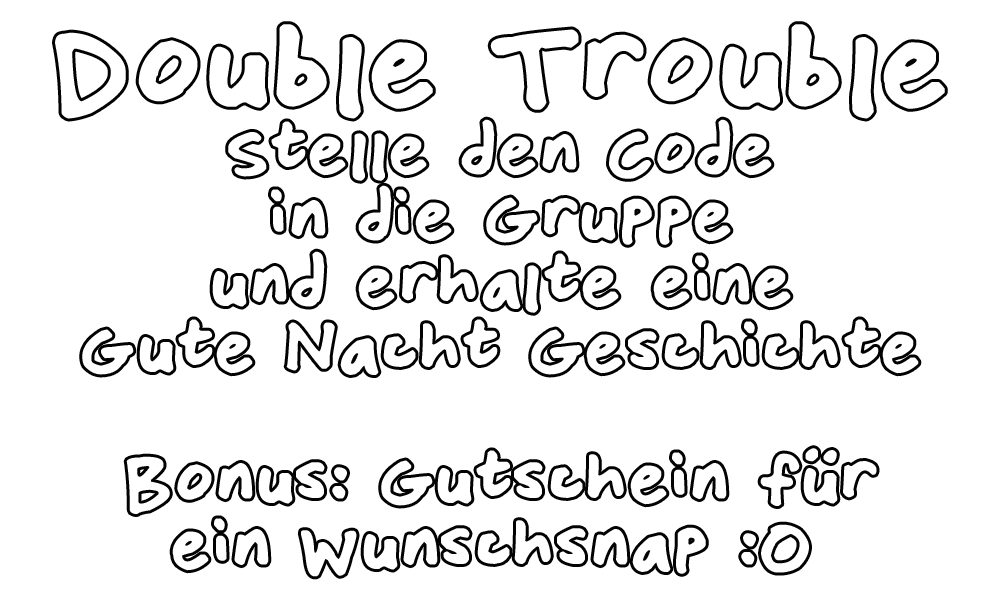 Double Trouble
stelle den Code
in die Gruppe
und erhalte eine
Gute Nacht Geschichte
Bonus: Gutschein für
ein Wunschsnap :O